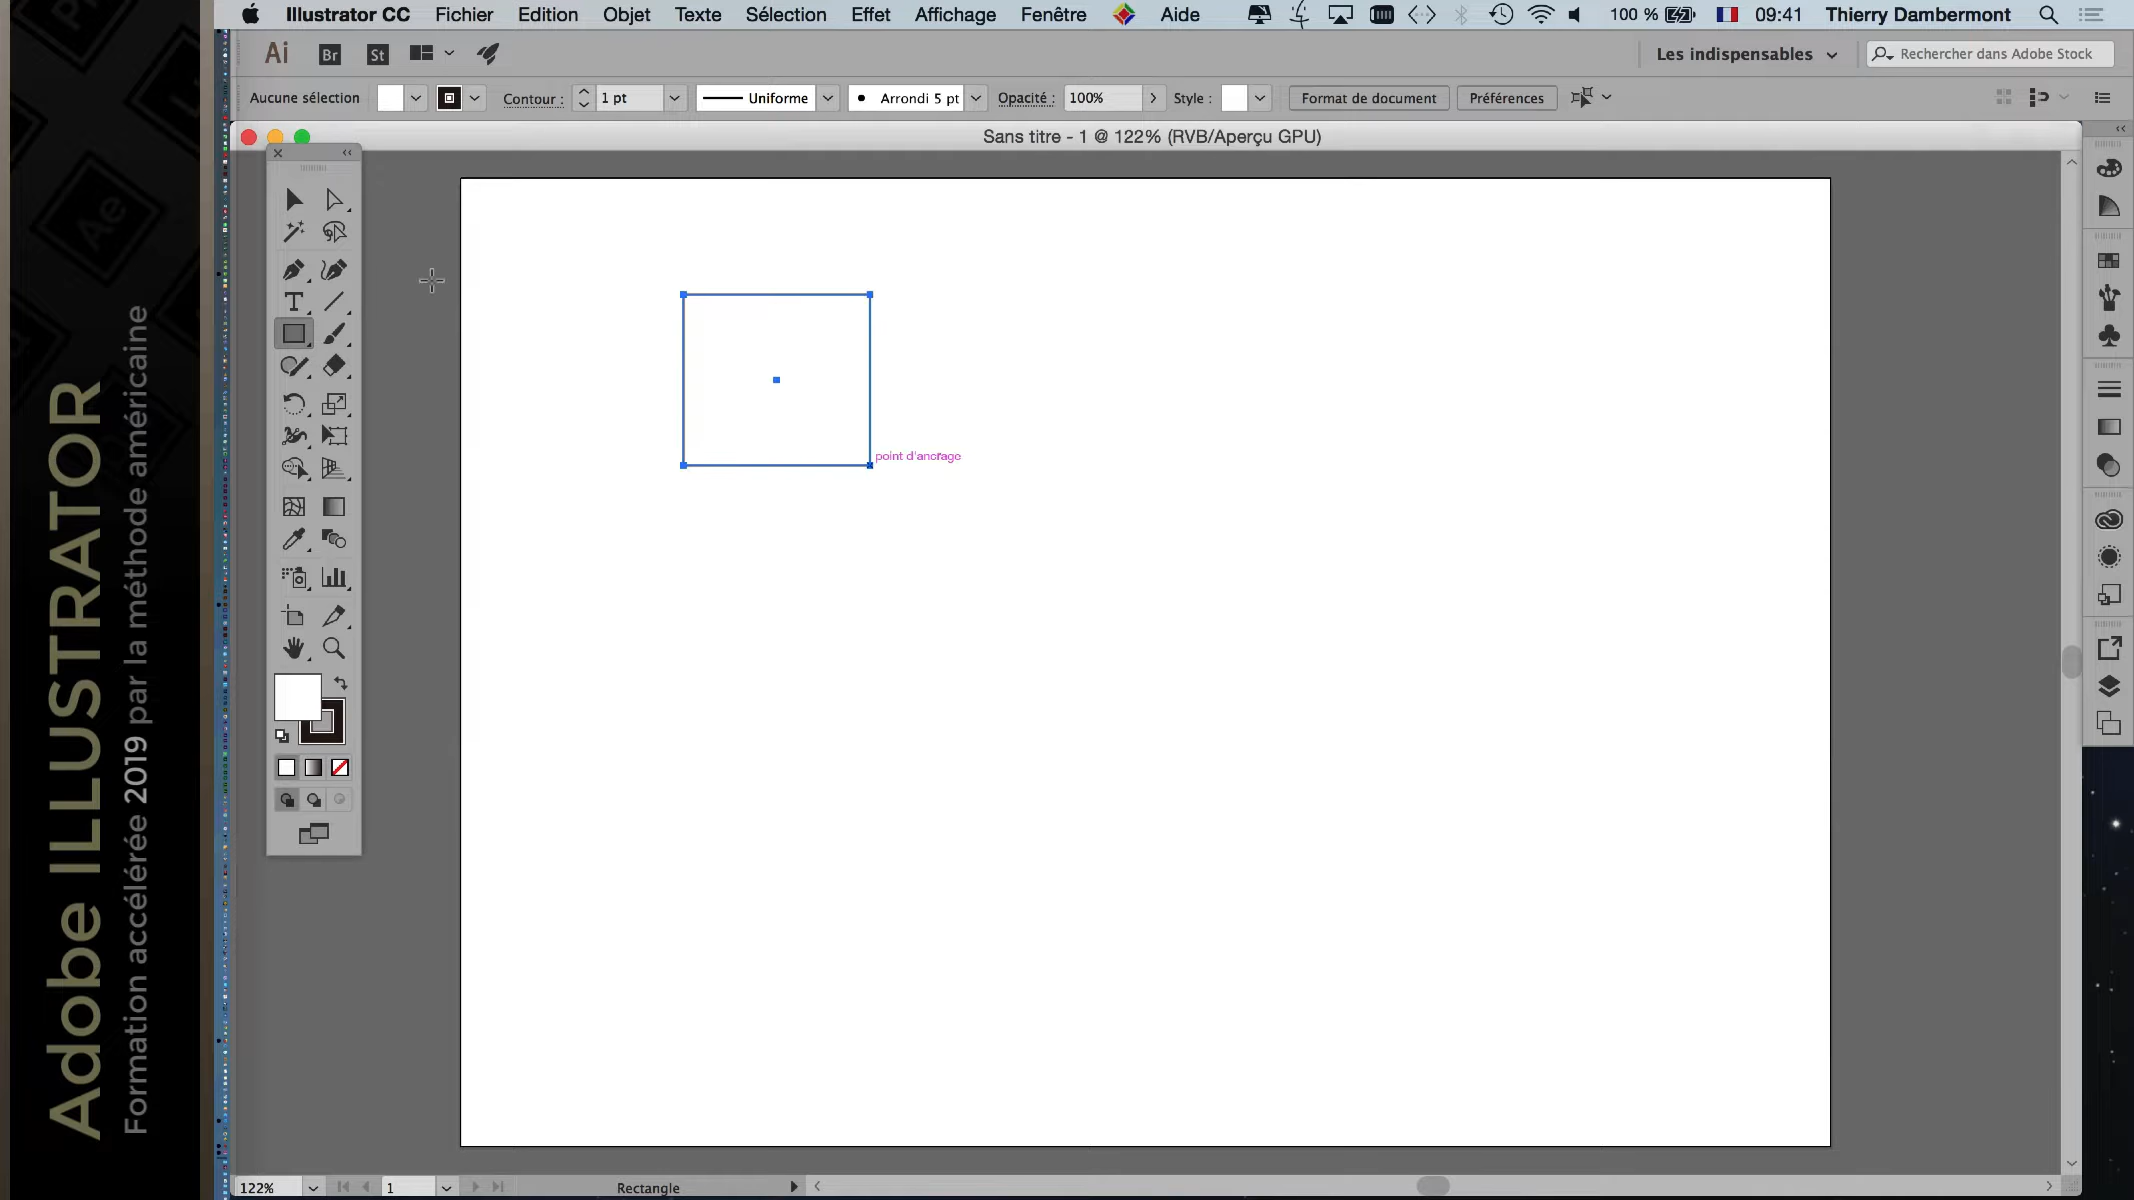 Illustrator CC Fichier Edition Objet Texte Sélection Effet Affichage Fenêtre Aide 100 % 09:41 Thierry Dambermont
Ai Br St Les indispensables Rechercher dans Adobe Stock
Aucune sélection Contour : 1 pt Uniforme Arrondi 5 pt Opacité : 100% Style : Format de document Préférences
Sans titre - 1 @ 122% (RVB/Aperçu GPU)
T
point d'ancrage
122% 1 Rectangle
Adobe ILLUSTRATOR
Formation accélérée 2019 par la méthode américaine
Ae